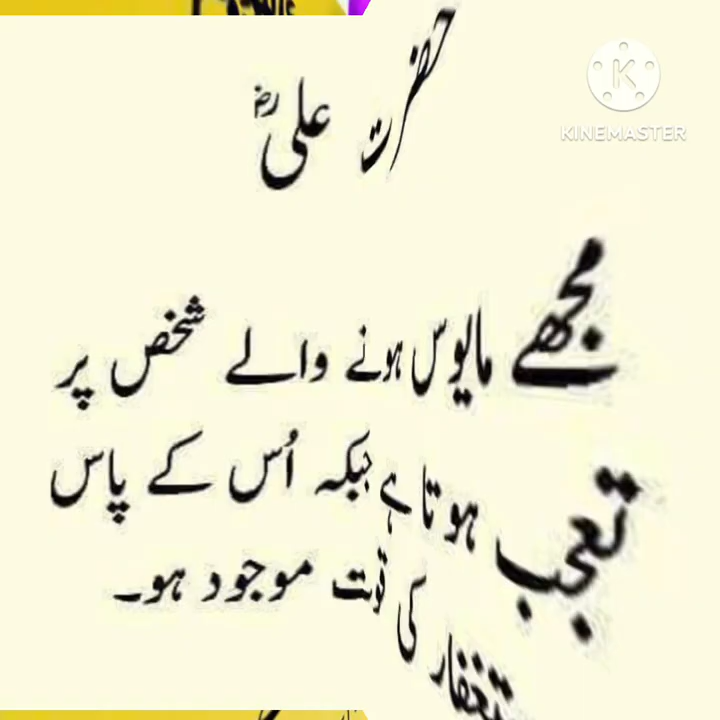 حضرت علیؓ
KINEMASTER
مجھے مایوس ہونے والے شخص پر
تعجب ہوتا ہے جبکہ اُس کے پاس
استغفار کی قوت موجود ہو۔